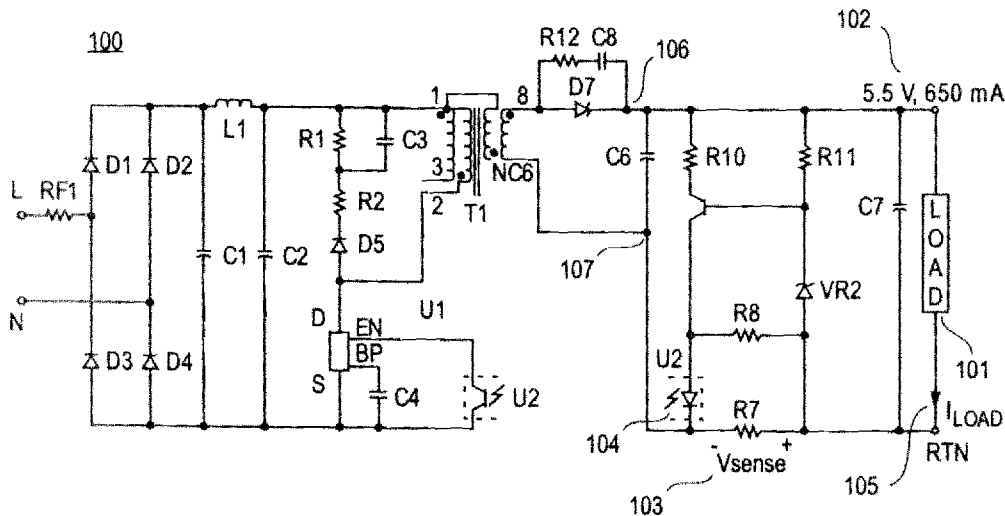 100
R12 C8
106
102
D7
5.5 V, 650 mA
1
8
L1
R1
C3
C6
R10
R11
D1
D2
3
NC6
L
RF1
R2
2
T1
C7
LOAD
C1
C2
D5
107
VR2
N
U1
D
EN
R8
BP
U2
101
D3
D4
S
C4
U2
104
R7
ILOAD
- +
Vsense
RTN
103
105